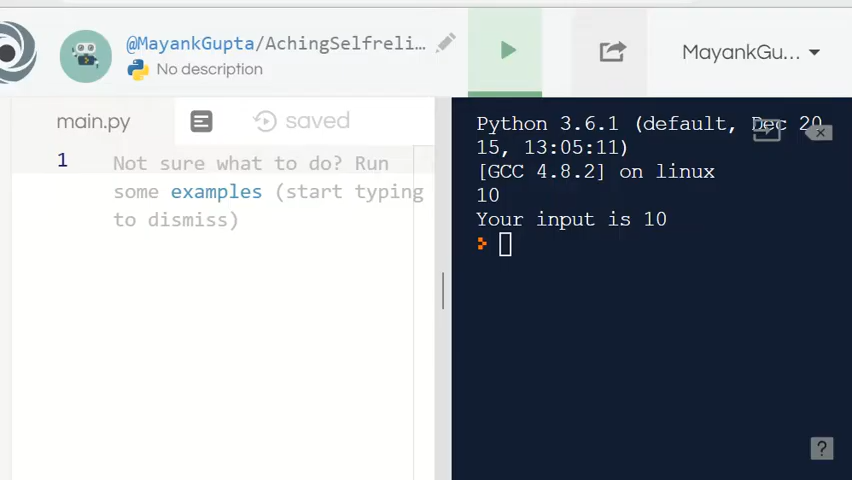 @MayankGupta/AchingSelfreli…
No description
MayankGu...
main.py
saved
1
Not sure what to do? Run
some examples (start typing
to dismiss)
Python 3.6.1 (default, Dec 20
15, 13:05:11)
[GCC 4.8.2] on linux
10
Your input is 10
?